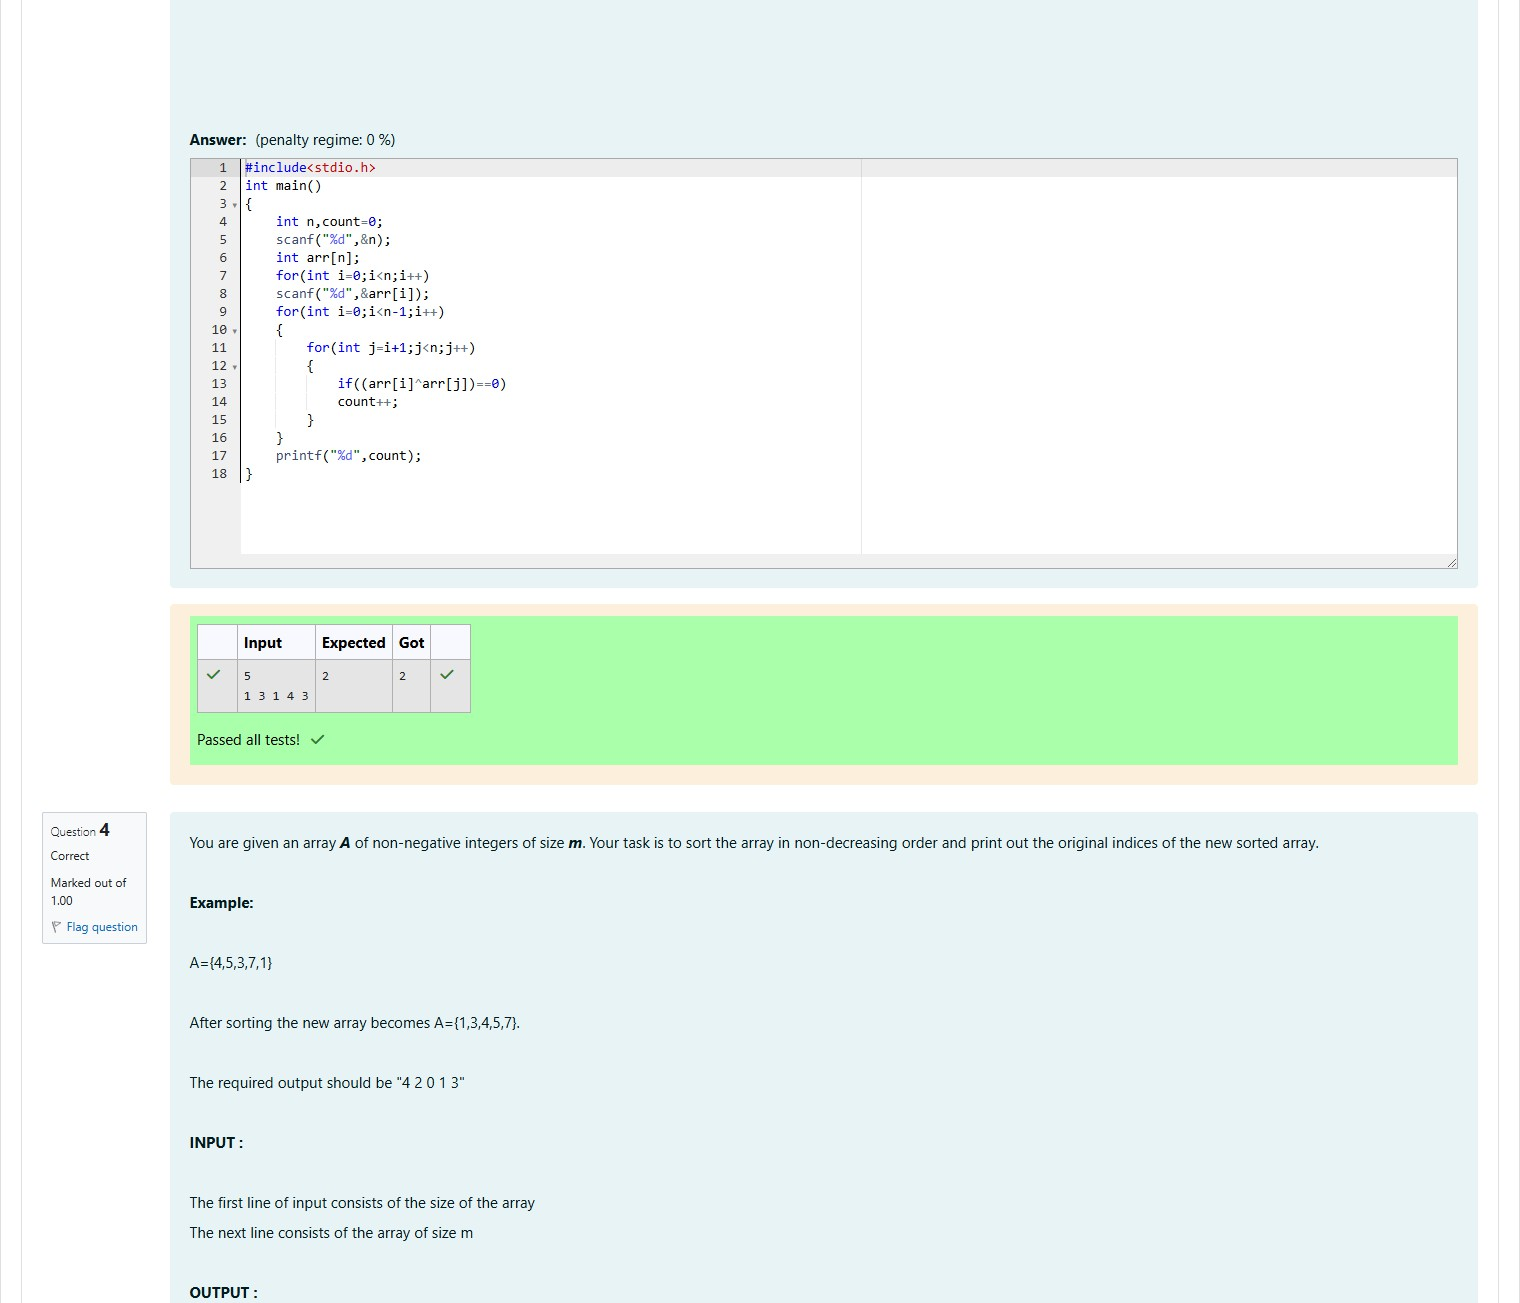 Answer: (penalty regime: 0 %)
1 #include<stdio.h>
2 int main()
3 {
4 int n,count=0;
5 scanf("%d",&n);
6 int arr[n];
7 for(int i=0;i<n;i++)
8 scanf("%d",&arr[i]);
9 for(int i=0;i<n-1;i++)
10 {
11 for(int j=i+1;j<n;j++)
12 {
13 if((arr[i]^arr[j])==0)
14 count++;
15 }
16 }
17 printf("%d",count);
18 }
Input Expected Got
5 2 2
1 3 1 4 3
Passed all tests!
Question 4
Correct
Marked out of
1.00
Flag question
You are given an array A of non-negative integers of size m. Your task is to sort the array in non-decreasing order and print out the original indices of the new sorted array.
Example:
A={4,5,3,7,1}
After sorting the new array becomes A={1,3,4,5,7}.
The required output should be "4 2 0 1 3"
INPUT :
The first line of input consists of the size of the array
The next line consists of the array of size m
OUTPUT :